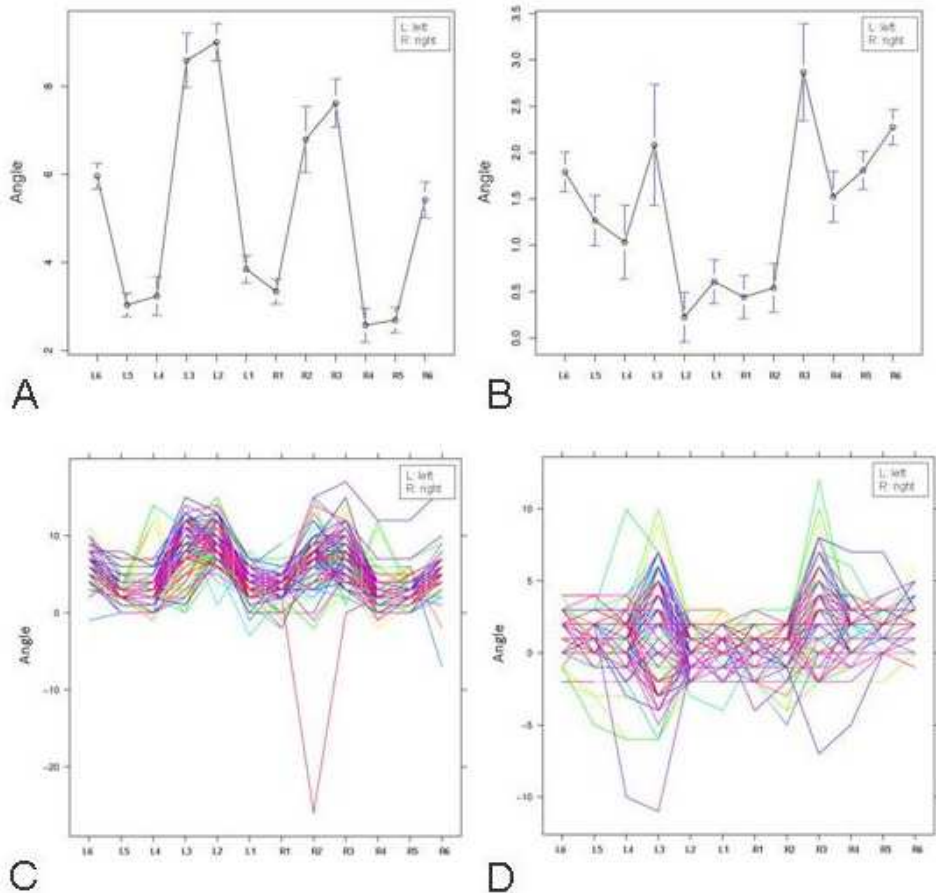 L: left
R: right
Angle
8
6
4
2
L6 L5 L4 L3 L2 L1 R1 R2 R3 R4 R5 R6
A
L: left
R: right
Angle
3.5
3.0
2.5
2.0
1.5
1.0
0.5
0.0
L6 L5 L4 L3 L2 L1 R1 R2 R3 R4 R5 R6
B
L: left
R: right
Angle
10
0
-10
-20
L6 L5 L4 L3 L2 L1 R1 R2 R3 R4 R5 R6
C
L: left
R: right
Angle
10
5
0
-5
-10
L6 L5 L4 L3 L2 L1 R1 R2 R3 R4 R5 R6
D